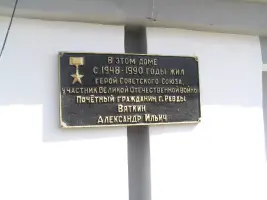 В ЭТОМ ДОМЕ
С 1948-1990 ГОДЫ ЖИЛ
ГЕРОЙ СОВЕТСКОГО СОЮЗА,
УЧАСТНИК ВЕЛИКОЙ ОТЕЧЕСТВЕННОЙ ВОЙНЫ
ПОЧЁТНЫЙ ГРАЖДАНИН Г. РЕВДЫ
ВЯТКИН
АЛЕКСАНДР ИЛЬИЧ